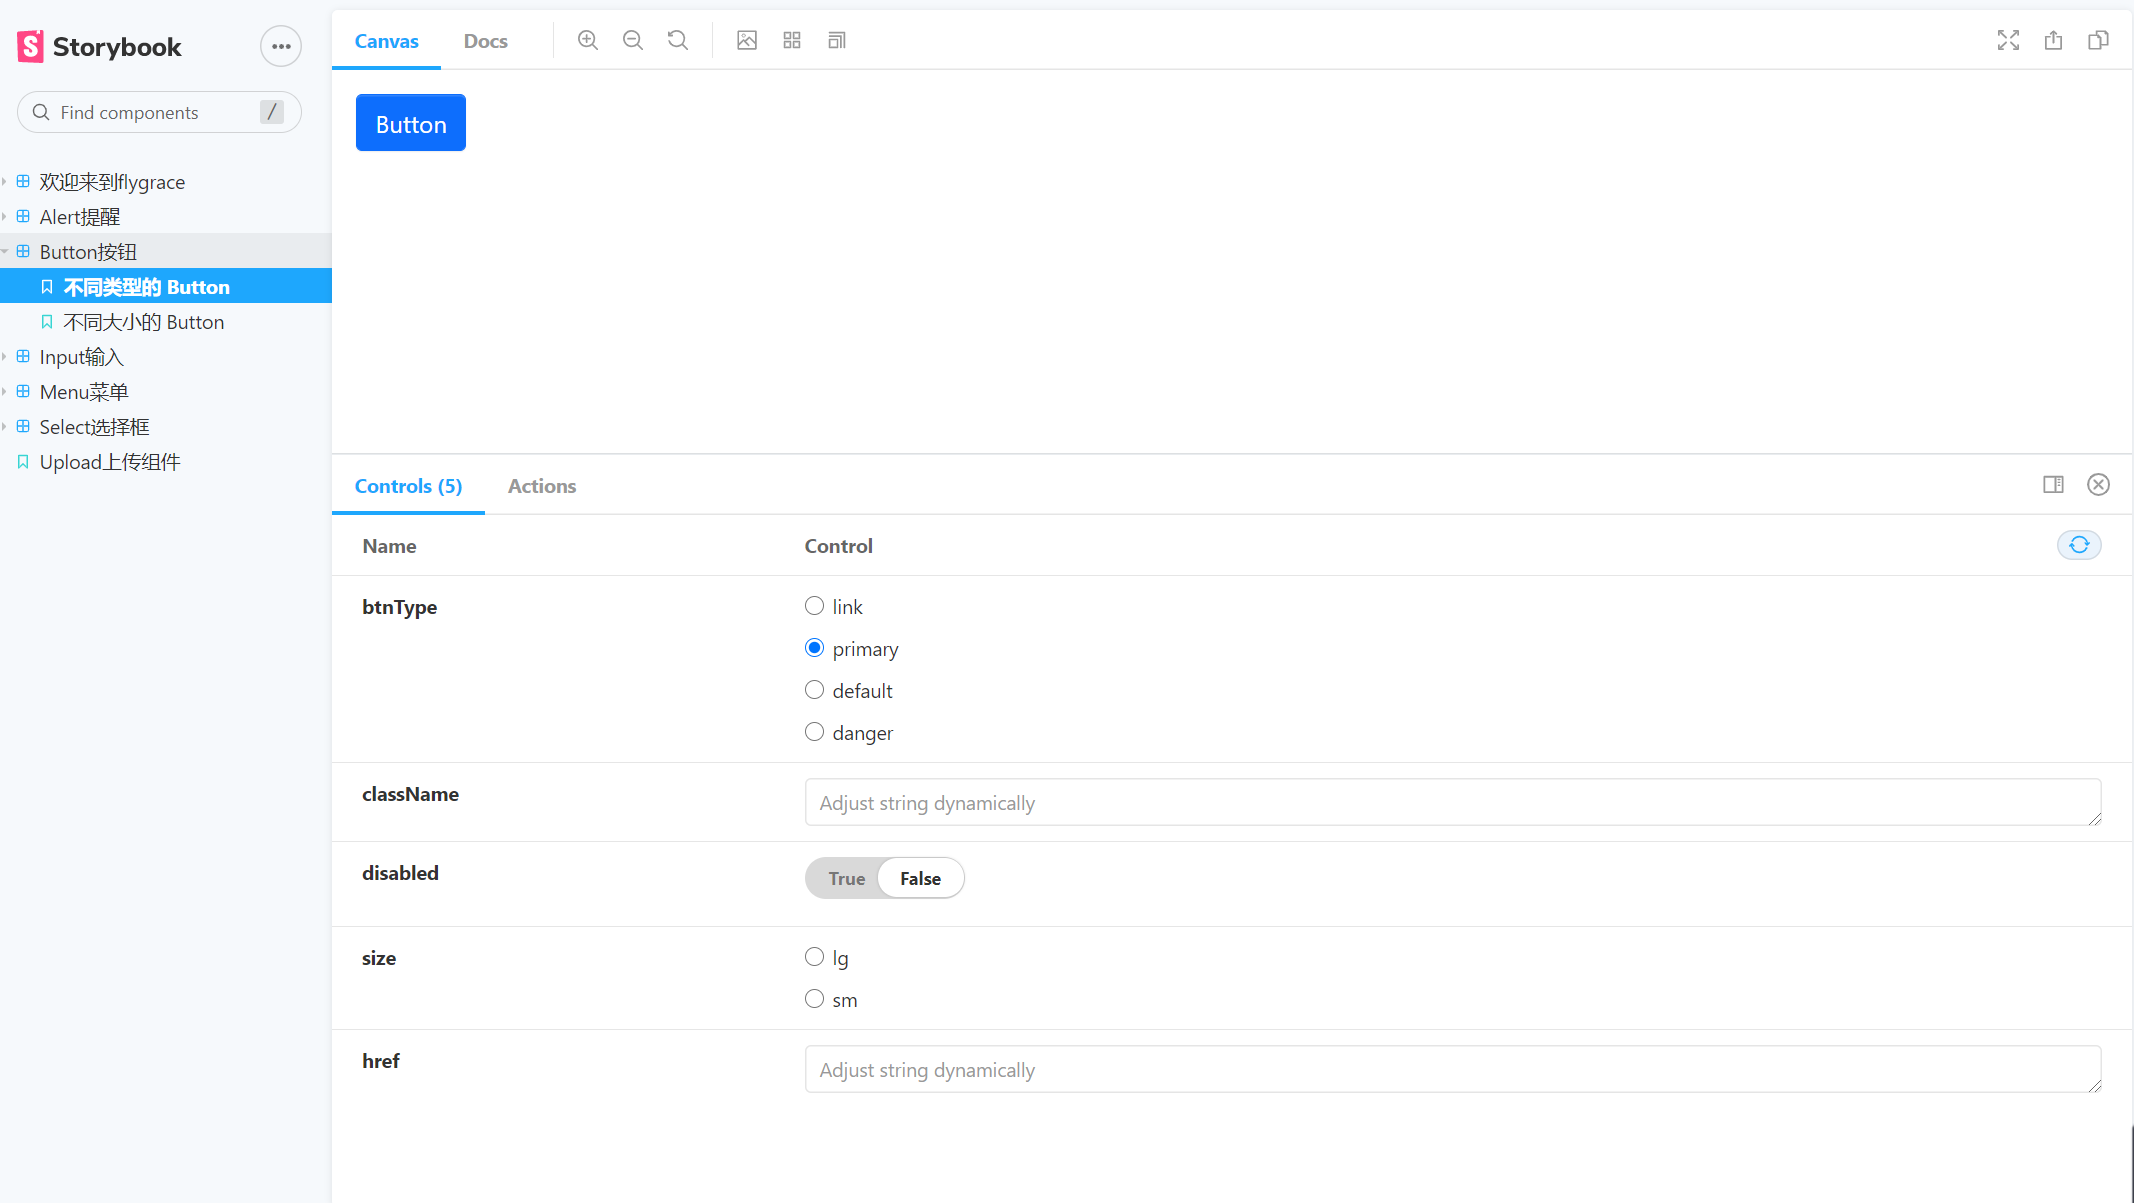 Storybook
Find components
/
欢迎来到flygrace
Alert提醒
Button按钮
不同类型的 Button
不同大小的 Button
Input输入
Menu菜单
Select选择框
Upload上传组件
Canvas
Docs
Button
Controls (5)
Actions
Name
Control
btnType
link
primary
default
danger
className
Adjust string dynamically
disabled
True
False
size
lg
sm
href
Adjust string dynamically